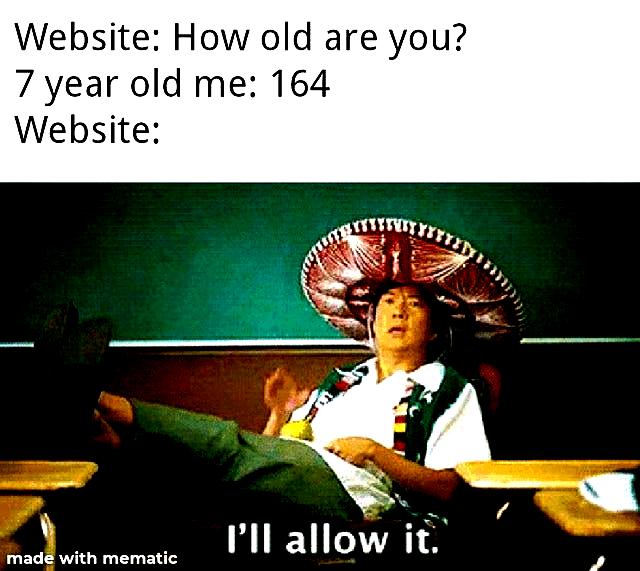 Website: How old are you?
7 year old me: 164
Website:
I'll allow it.
made with mematic